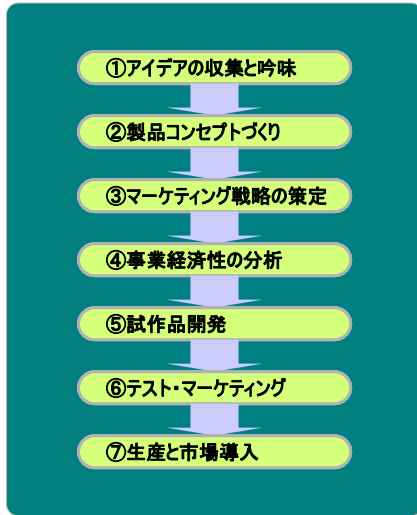 ①アイデアの収集と吟味
②製品コンセプトづくり
③マーケティング戦略の策定
④事業経済性の分析
⑤試作品開発
⑥テスト・マーケティング
⑦生産と市場導入